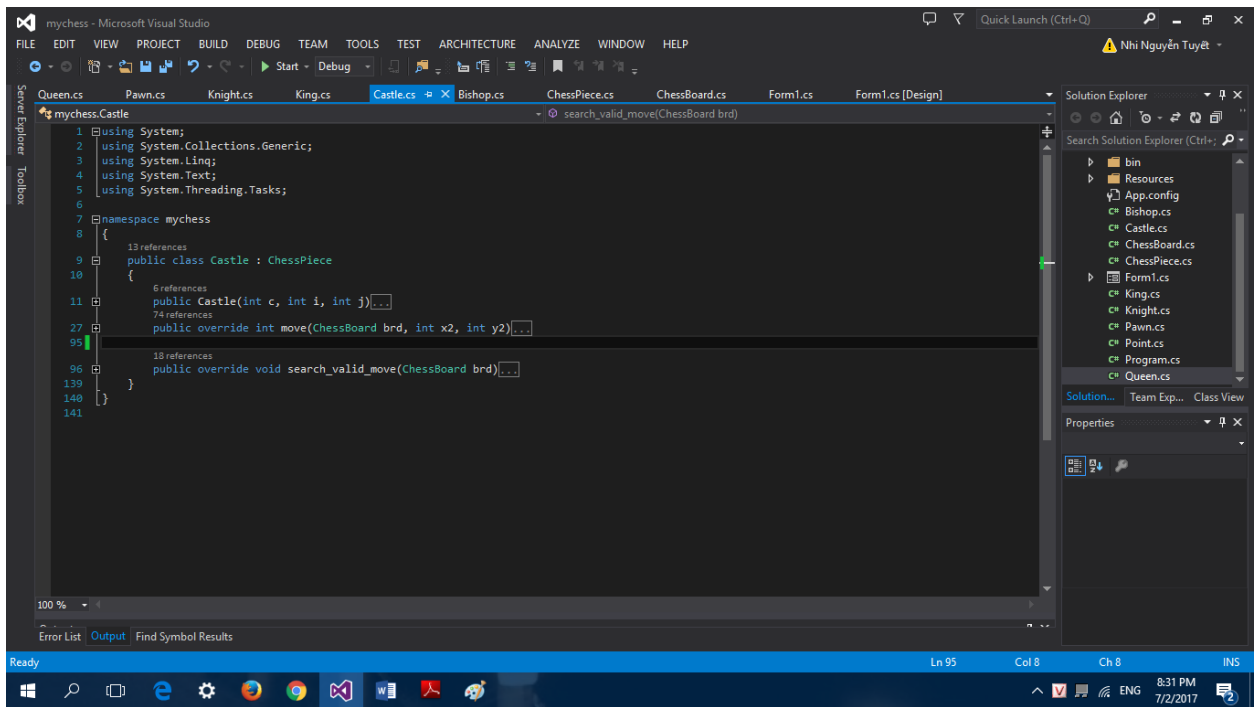 mychess - Microsoft Visual Studio
Quick Launch (Ctrl+Q)
FILE EDIT VIEW PROJECT BUILD DEBUG TEAM TOOLS TEST ARCHITECTURE ANALYZE WINDOW HELP
Nhi Nguyễn Tuyết
Start Debug
Server Explorer
Toolbox
Queen.cs Pawn.cs Knight.cs King.cs Castle.cs Bishop.cs ChessPiece.cs ChessBoard.cs Form1.cs Form1.cs [Design]
mychess.Castle search_valid_move(ChessBoard brd)
1 using System;
2 using System.Collections.Generic;
3 using System.Linq;
4 using System.Text;
5 using System.Threading.Tasks;
6
7 namespace mychess
8 {
13 references
9 public class Castle : ChessPiece
10 {
6 references
11 public Castle(int c, int i, int j)...
74 references
27 public override int move(ChessBoard brd, int x2, int y2)...
95
18 references
96 public override void search_valid_move(ChessBoard brd)...
139 }
140 }
141
100 %
Error List Output Find Symbol Results
Solution Explorer
Search Solution Explorer (Ctrl+;
bin
Resources
App.config
C# Bishop.cs
C# Castle.cs
C# ChessBoard.cs
C# ChessPiece.cs
Form1.cs
C# King.cs
C# Knight.cs
C# Pawn.cs
C# Point.cs
C# Program.cs
C# Queen.cs
Solution... Team Exp... Class View
Properties
Ready Ln 95 Col 8 Ch 8 INS
ENG
8:31 PM
7/2/2017
2